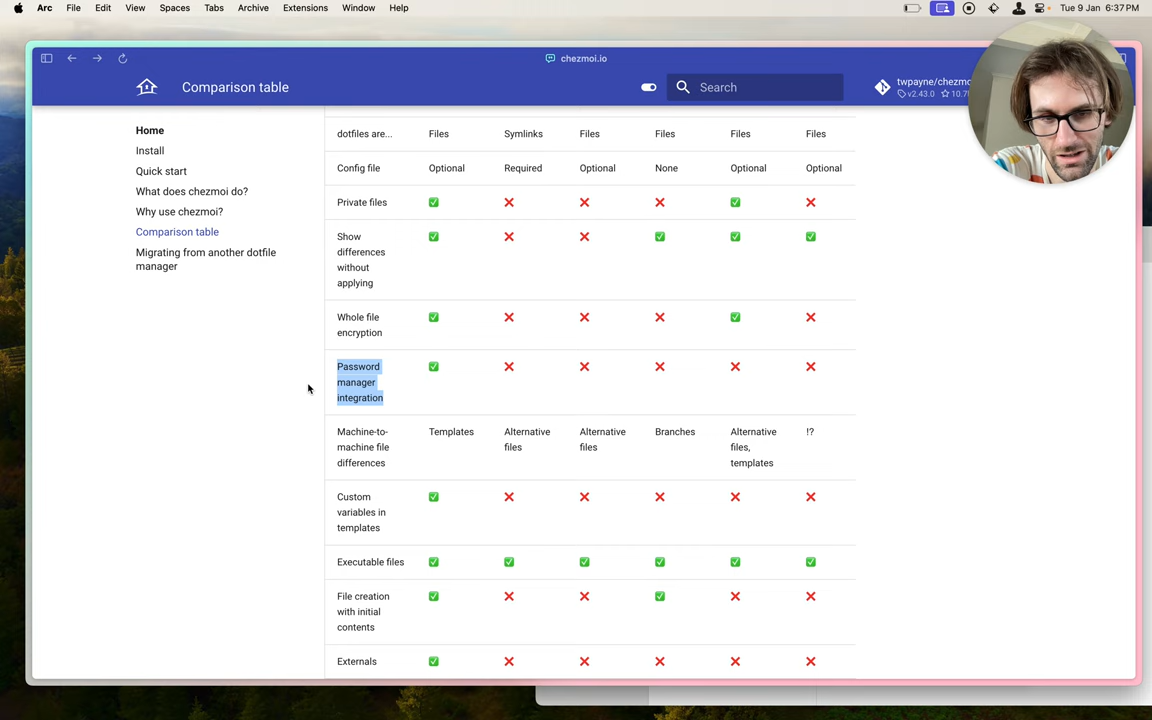 Arc File Edit View Spaces Tabs Archive Extensions Window Help Tue 9 Jan 6:37 PM
chezmoi.io
Comparison table Search twpayne/chezmo
v2.43.0
Home
Install
Quick start
What does chezmoi do?
Why use chezmoi?
Comparison table
Migrating from another dotfile
manager
dotfiles are... Files Symlinks Files Files Files Files
Config file Optional Required Optional None Optional Optional
Private files ✅ ❌ ❌ ❌ ✅ ❌
Show ✅ ❌ ❌ ✅ ✅ ✅
differences
without
applying
Whole file ✅ ❌ ❌ ❌ ✅ ❌
encryption
Password ✅ ❌ ❌ ❌ ❌ ❌
manager
integration
Machine-to- Templates Alternative Alternative Branches Alternative !?
machine file files files files,
differences templates
Custom ✅ ❌ ❌ ❌ ❌ ❌
variables in
templates
Executable files ✅ ✅ ✅ ✅ ✅ ✅
File creation ✅ ❌ ❌ ✅ ❌ ❌
with initial
contents
Externals ✅ ❌ ❌ ❌ ❌ ❌